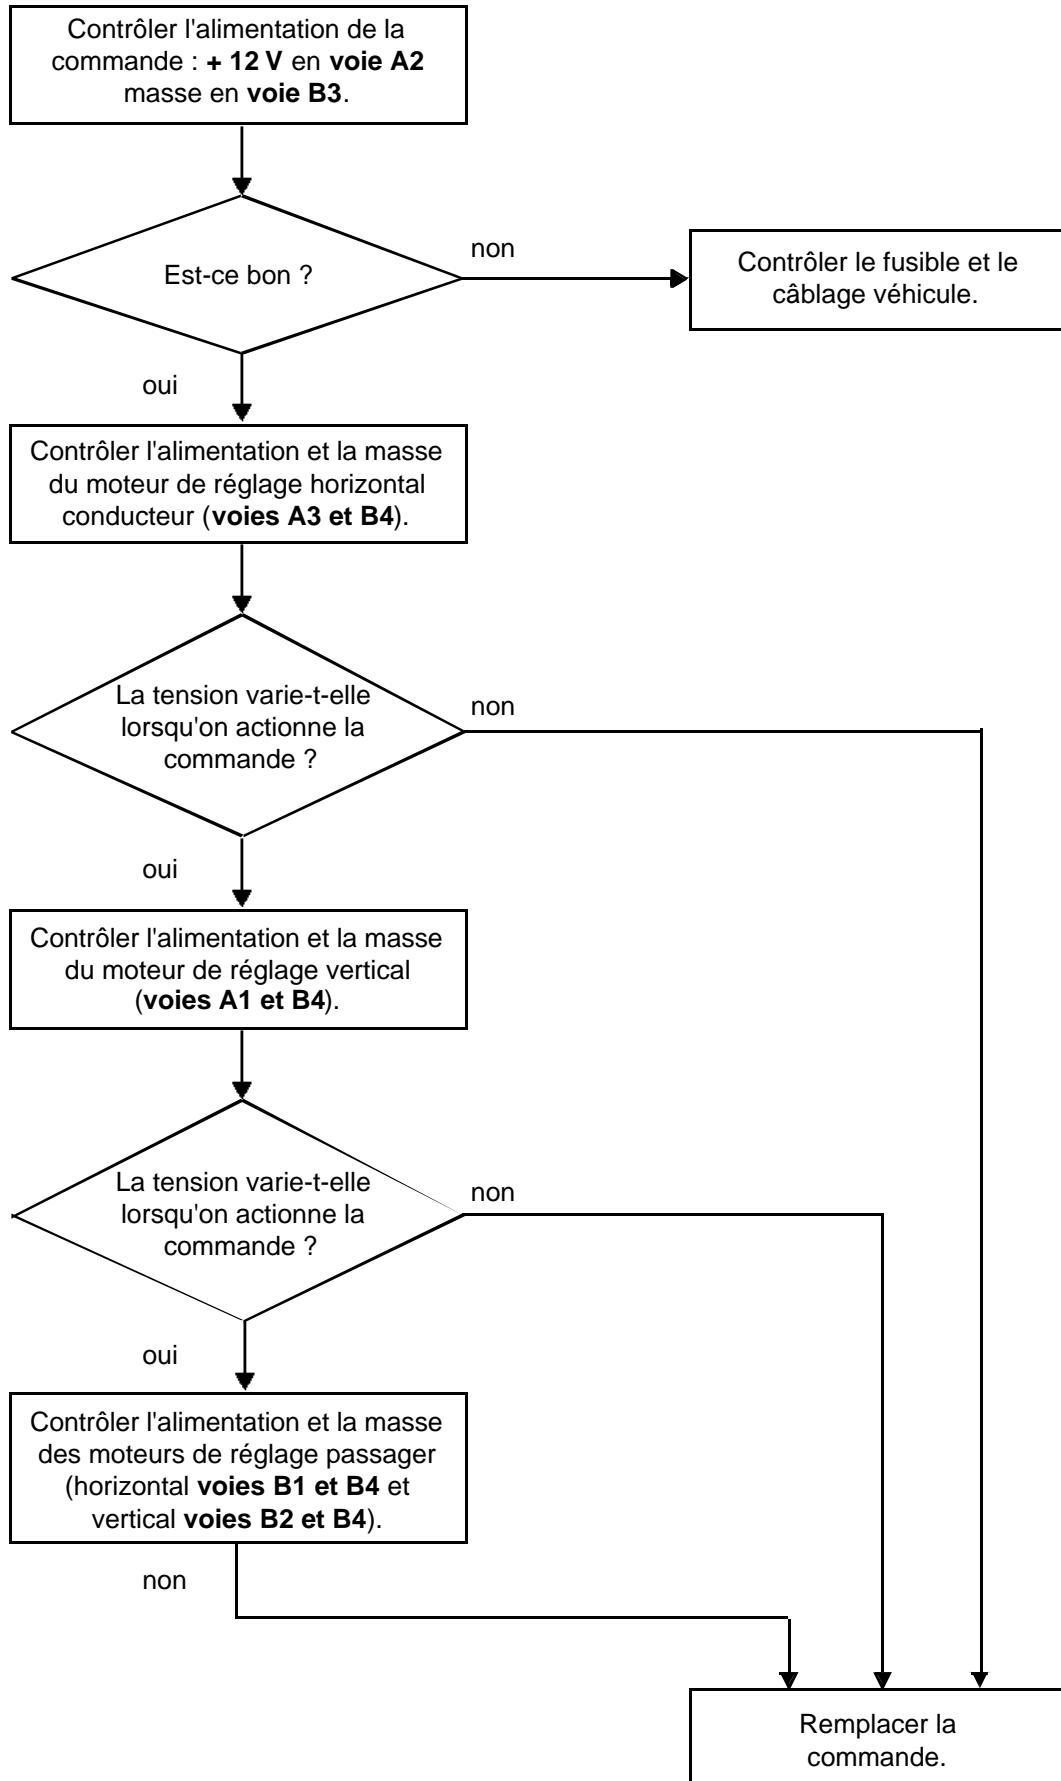 Contrôler l'alimentation de la
commande : + 12 V en voie A2
masse en voie B3.
Est-ce bon ?
non
Contrôler le fusible et le
câblage véhicule.
oui
Contrôler l'alimentation et la masse
du moteur de réglage horizontal
conducteur (voies A3 et B4).
La tension varie-t-elle
lorsqu'on actionne la
commande ?
non
oui
Contrôler l'alimentation et la masse
du moteur de réglage vertical
(voies A1 et B4).
La tension varie-t-elle
lorsqu'on actionne la
commande ?
non
oui
Contrôler l'alimentation et la masse
des moteurs de réglage passager
(horizontal voies B1 et B4 et
vertical voies B2 et B4).
non
Remplacer la
commande.